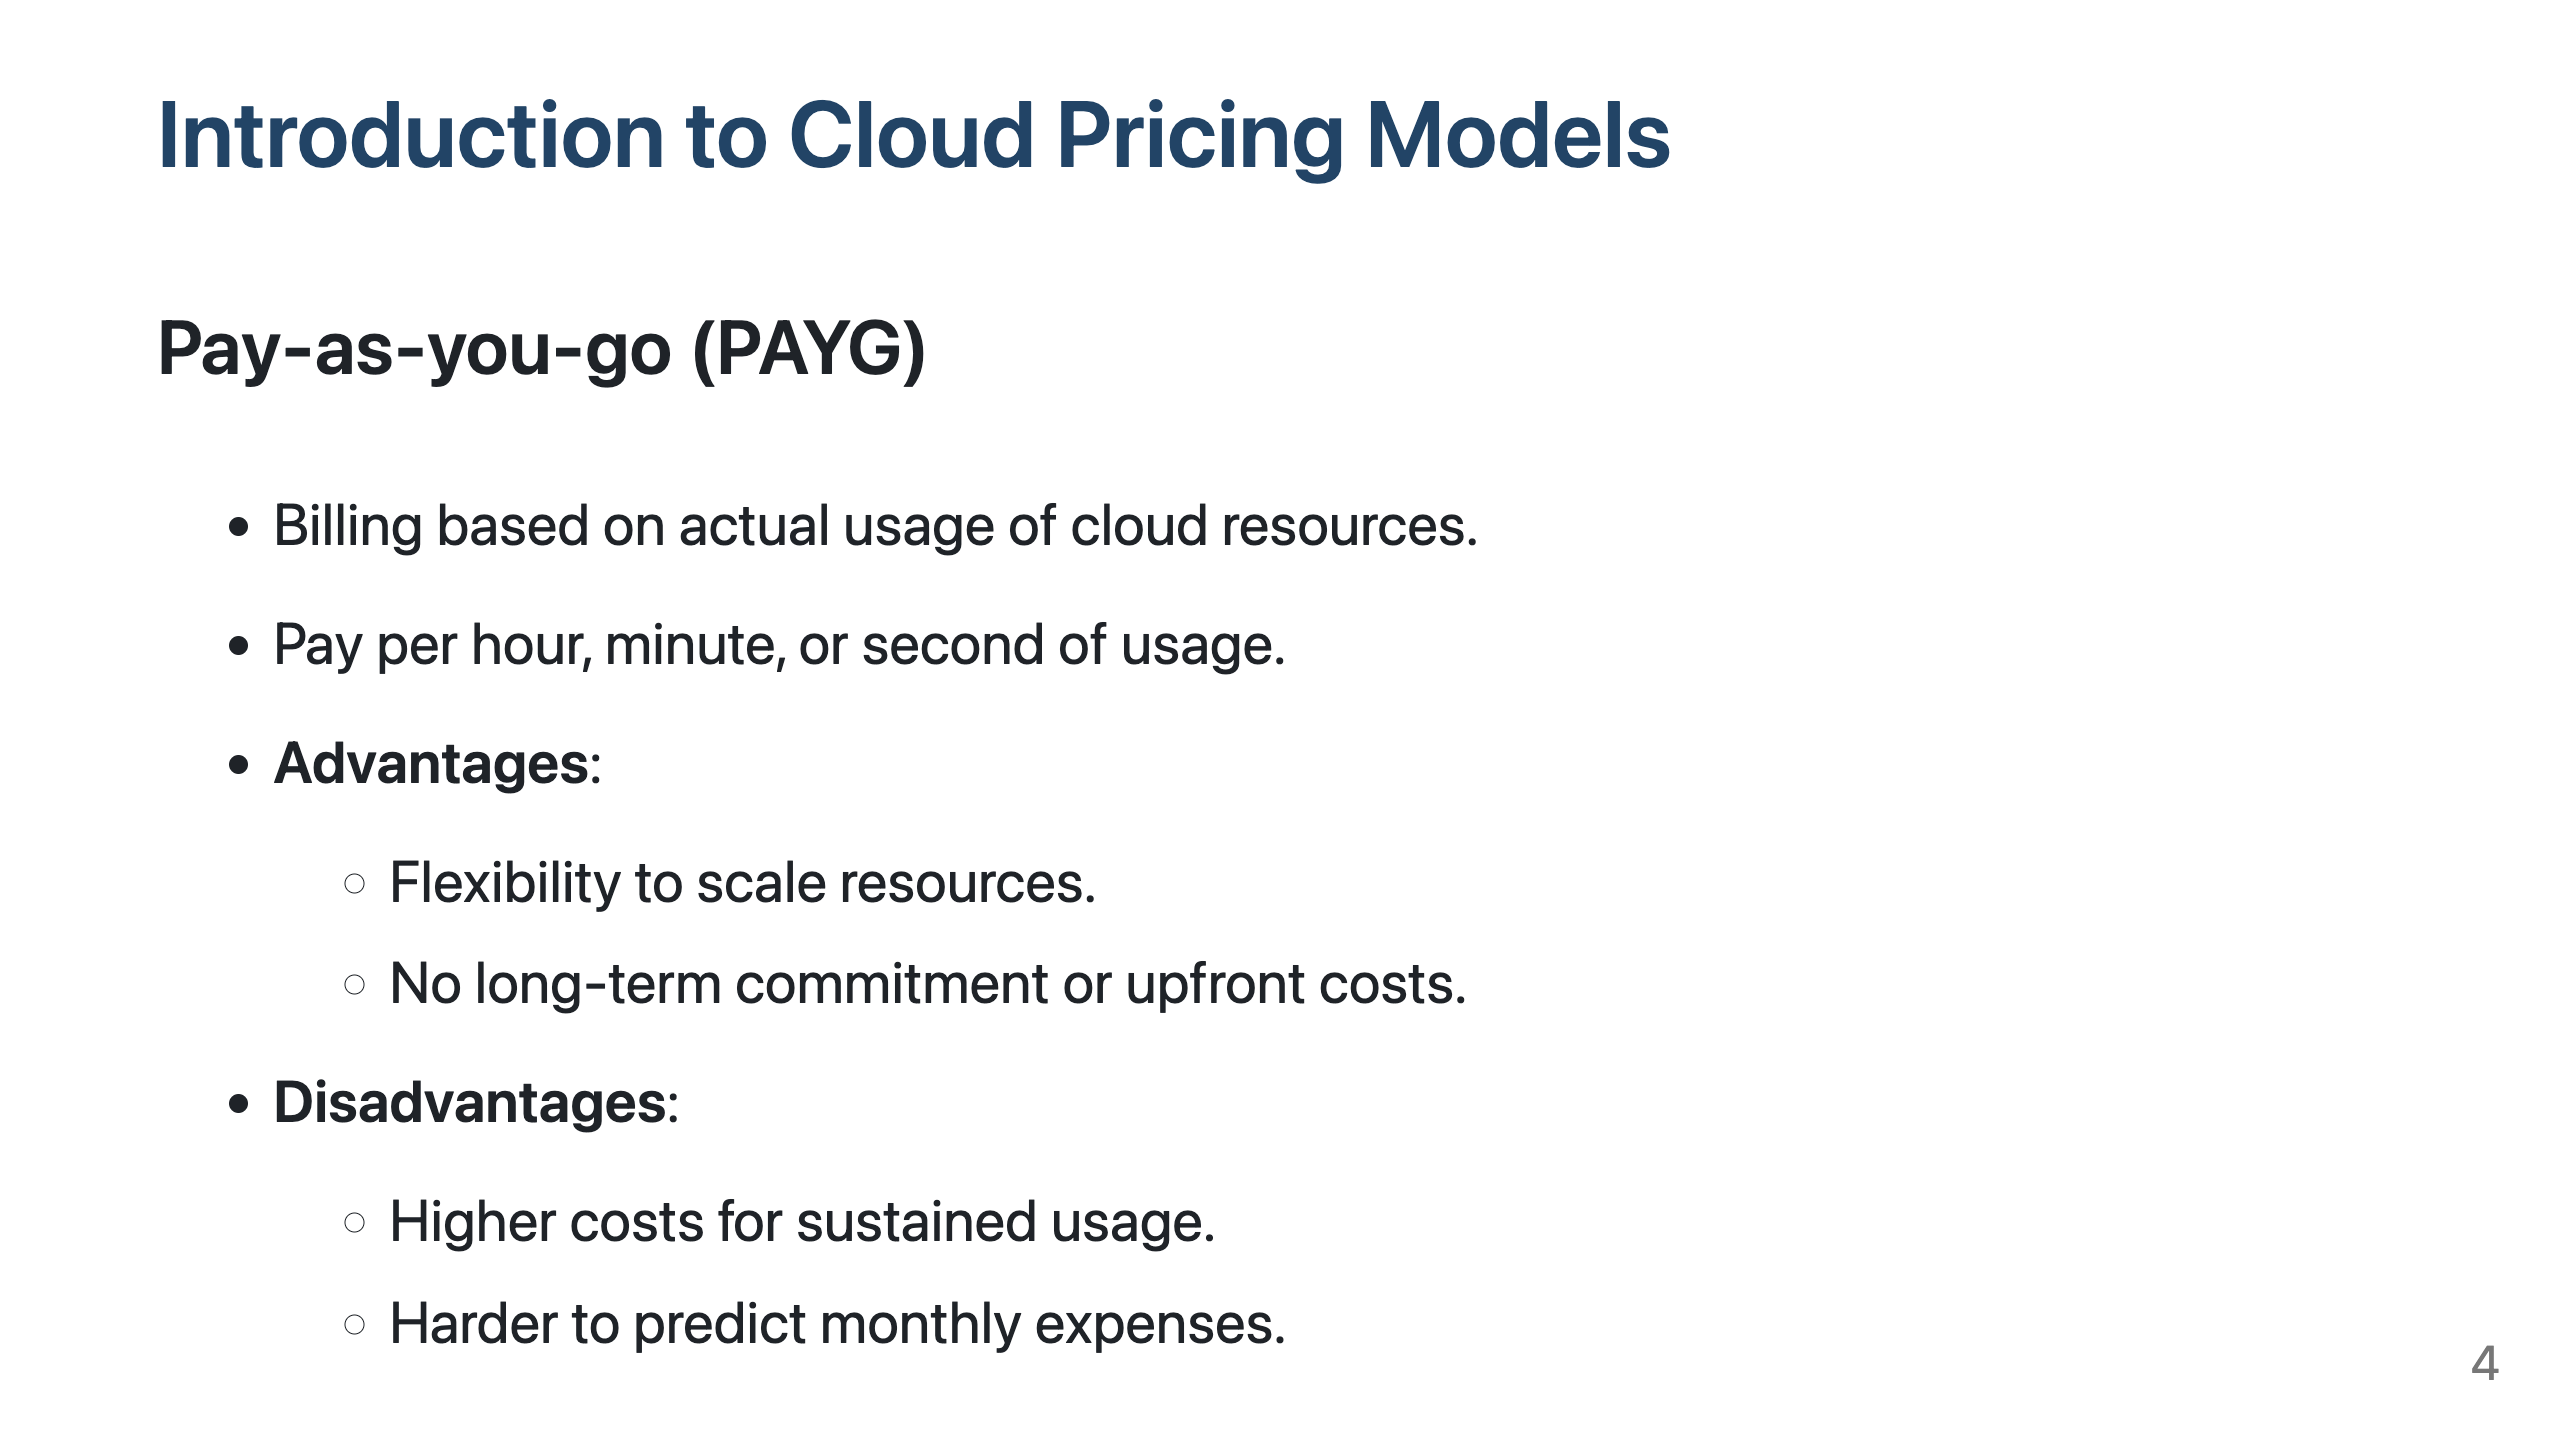 Introduction to Cloud Pricing Models
Pay-as-you-go (PAYG)
• Billing based on actual usage of cloud resources.
• Pay per hour, minute, or second of usage.
• Advantages:
○ Flexibility to scale resources.
○ No long-term commitment or upfront costs.
• Disadvantages:
○ Higher costs for sustained usage.
○ Harder to predict monthly expenses.
4